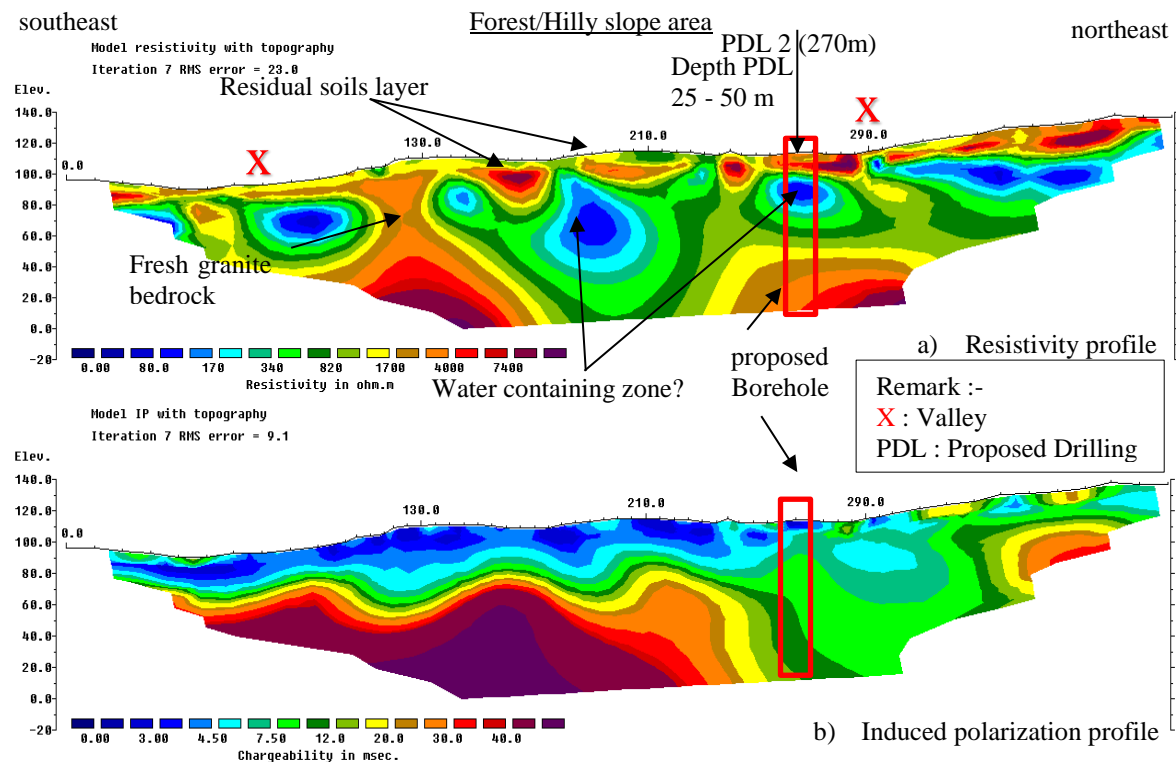 southeast
Forest/Hilly slope area
northeast
Model resistivity with topography
Iteration 7 RMS error = 23.0
PDL 2 (270m)
Depth PDL
25 - 50 m
Elev.
Residual soils layer
X
X
140.0
120.0
100.0
80.0
60.0
40.0
20.0
0.0
-20
0.0
130.0
210.0
290.0
Fresh granite
bedrock
0.00 80.0 170 340 820 1700 4000 7400
Resistivity in ohm.m
Water containing zone?
proposed
Borehole
a) Resistivity profile
Remark :-
X : Valley
PDL : Proposed Drilling
Model IP with topography
Iteration 7 RMS error = 9.1
Elev.
140.0
120.0
100.0
80.0
60.0
40.0
20.0
0.0
-20
0.0
130.0
210.0
290.0
0.00 3.00 4.50 7.50 12.0 20.0 30.0 40.0
Chargeability in msec.
b) Induced polarization profile